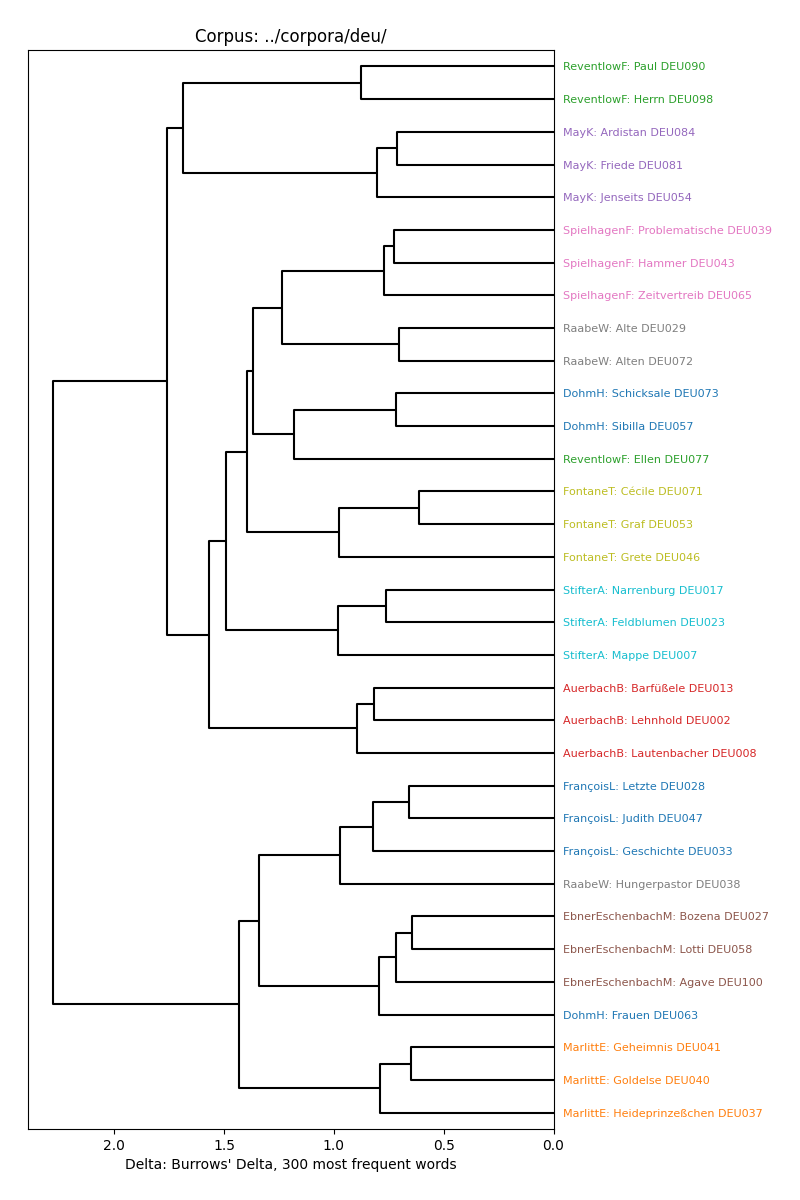 Corpus: ../corpora/deu/
ReventlowF: Paul DEU090
ReventlowF: Herrn DEU098
MayK: Ardistan DEU084
MayK: Friede DEU081
MayK: Jenseits DEU054
SpielhagenF: Problematische DEU039
SpielhagenF: Hammer DEU043
SpielhagenF: Zeitvertreib DEU065
RaabeW: Alte DEU029
RaabeW: Alten DEU072
DohmH: Schicksale DEU073
DohmH: Sibilla DEU057
ReventlowF: Ellen DEU077
FontaneT: Cécile DEU071
FontaneT: Graf DEU053
FontaneT: Grete DEU046
StifterA: Narrenburg DEU017
StifterA: Feldblumen DEU023
StifterA: Mappe DEU007
AuerbachB: Barfüßele DEU013
AuerbachB: Lehnhold DEU002
AuerbachB: Lautenbacher DEU008
FrançoisL: Letzte DEU028
FrançoisL: Judith DEU047
FrançoisL: Geschichte DEU033
RaabeW: Hungerpastor DEU038
EbnerEschenbachM: Bozena DEU027
EbnerEschenbachM: Lotti DEU058
EbnerEschenbachM: Agave DEU100
DohmH: Frauen DEU063
MarlittE: Geheimnis DEU041
MarlittE: Goldelse DEU040
MarlittE: Heideprinzeßchen DEU037
2.0 1.5 1.0 0.5 0.0
Delta: Burrows' Delta, 300 most frequent words